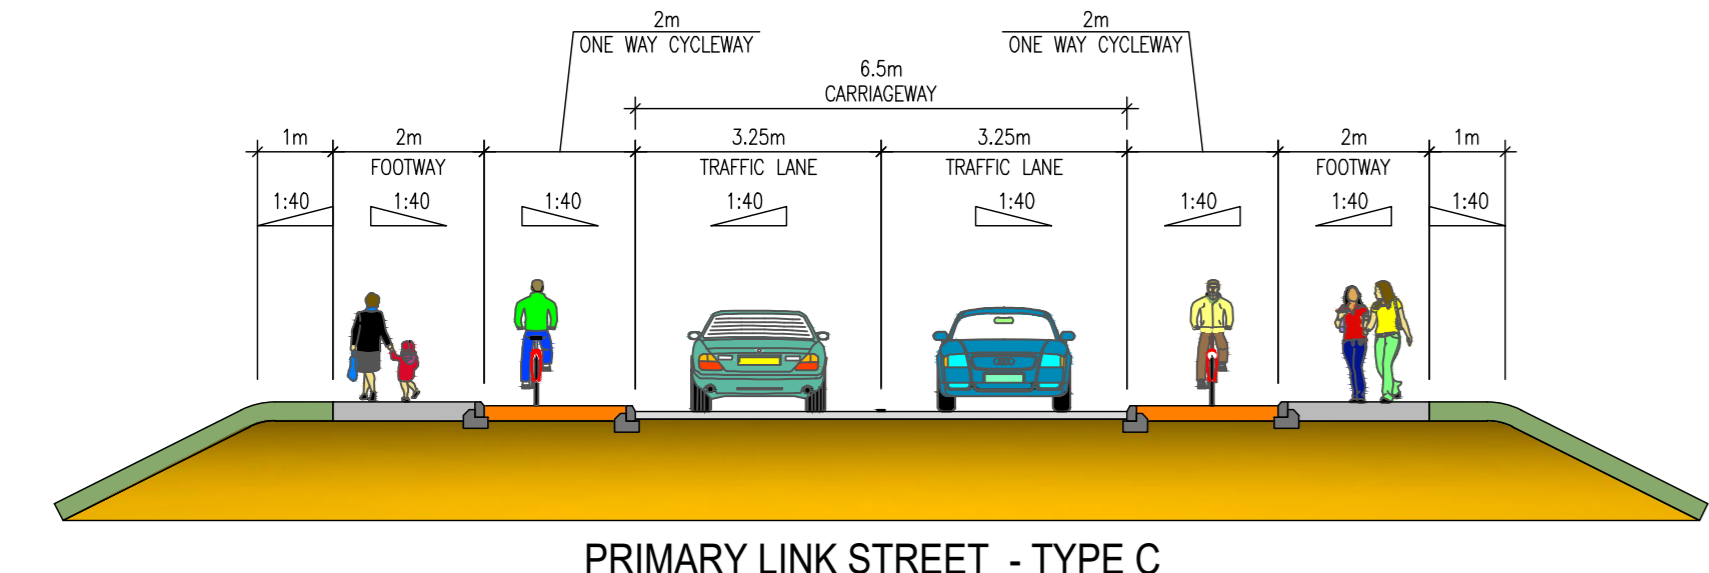 2m
ONE WAY CYCLEWAY
2m
ONE WAY CYCLEWAY
6.5m
CARRIAGEWAY
1m 2m 3.25m 3.25m 2m 1m
FOOTWAY TRAFFIC LANE TRAFFIC LANE FOOTWAY
1:40 1:40 1:40 1:40 1:40 1:40 1:40 1:40
PRIMARY LINK STREET - TYPE C